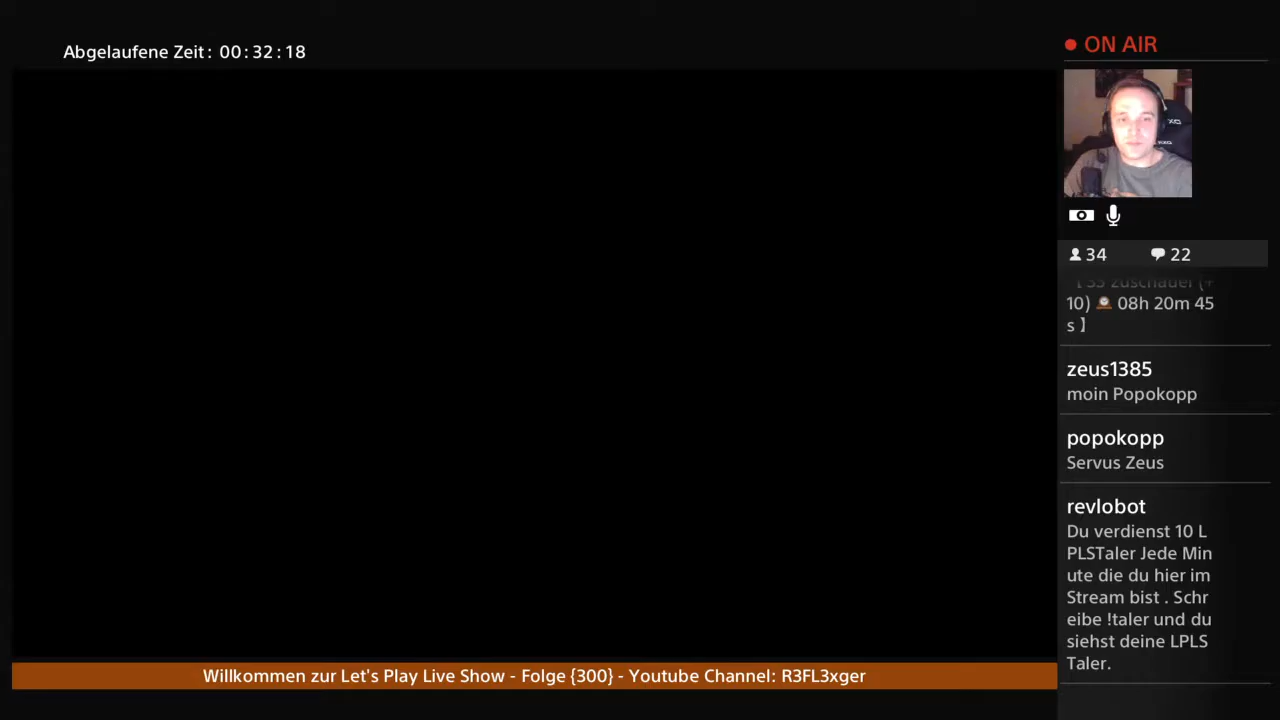 Abgelaufene Zeit: 00:32:18
ON AIR
34 22
[ 33 zuschauer (+
10) 08h 20m 45
s ]
zeus1385
moin Popokopp
popokopp
Servus Zeus
revlobot
Du verdienst 10 L
PLSTaler Jede Min
ute die du hier im
Stream bist . Schr
eibe !taler und du
siehst deine LPLS
Taler.
Willkommen zur Let's Play Live Show - Folge {300} - Youtube Channel: R3FL3xger